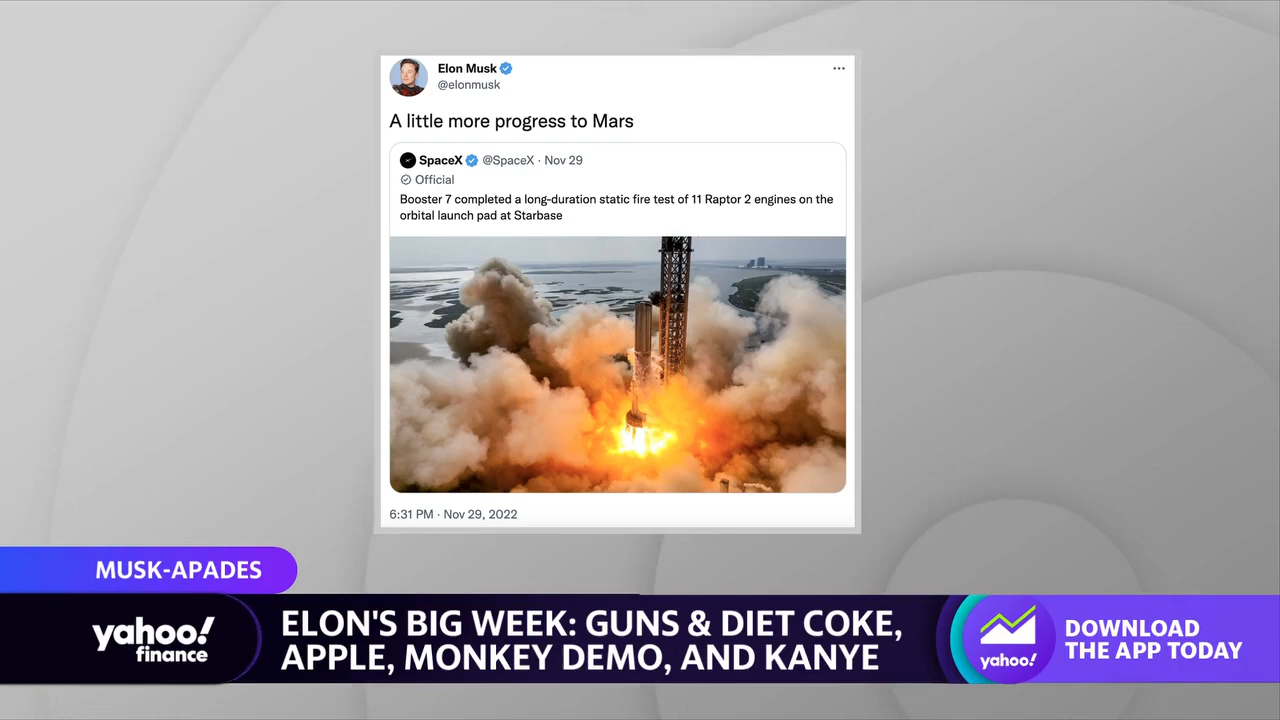 Elon Musk
@elonmusk
A little more progress to Mars
SpaceX @SpaceX · Nov 29
Official
Booster 7 completed a long-duration static fire test of 11 Raptor 2 engines on the
orbital launch pad at Starbase
6:31 PM · Nov 29, 2022
MUSK-APADES
yahoo!
finance
ELON'S BIG WEEK: GUNS & DIET COKE,
APPLE, MONKEY DEMO, AND KANYE
yahoo!
DOWNLOAD
THE APP TODAY